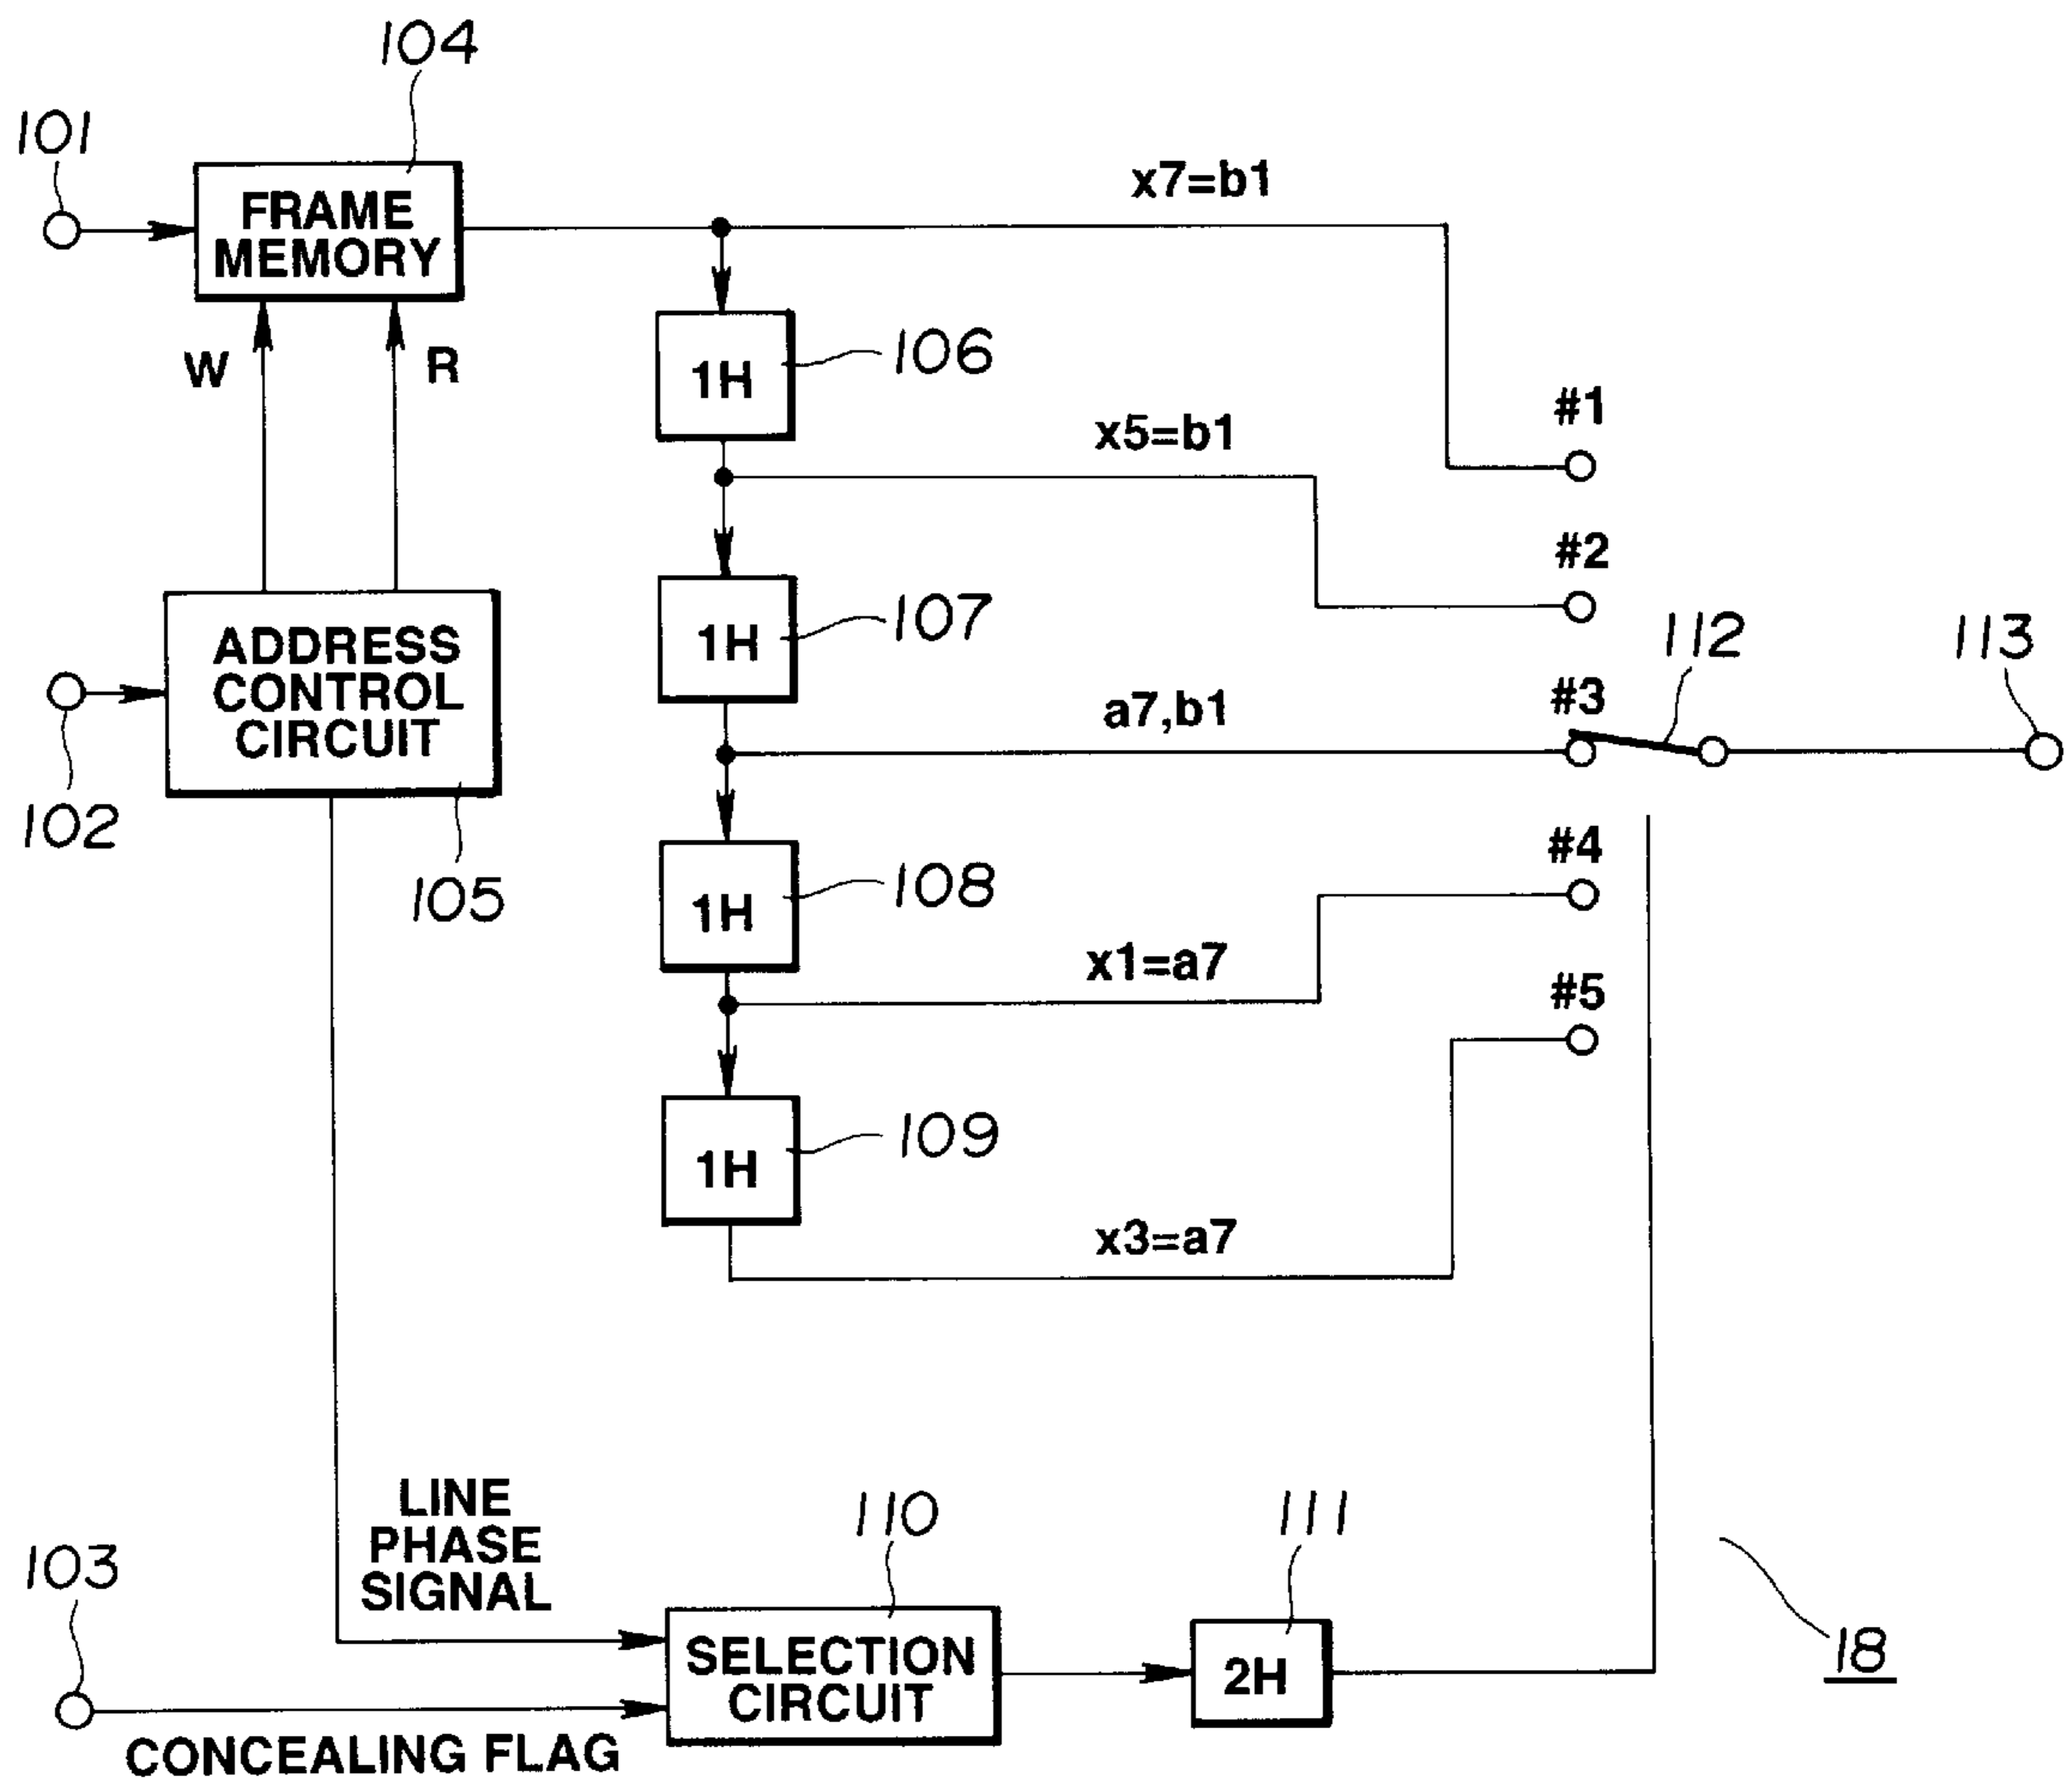 104
101
FRAME
MEMORY
x7=b1
W
R
1H
106
x5=b1
#1
#2
ADDRESS
CONTROL
CIRCUIT
102
105
1H
107
a7,b1
#3
112
113
1H
108
x1=a7
#4
#5
1H
109
x3=a7
LINE
PHASE
SIGNAL
103
CONCEALING FLAG
110
SELECTION
CIRCUIT
111
2H
18